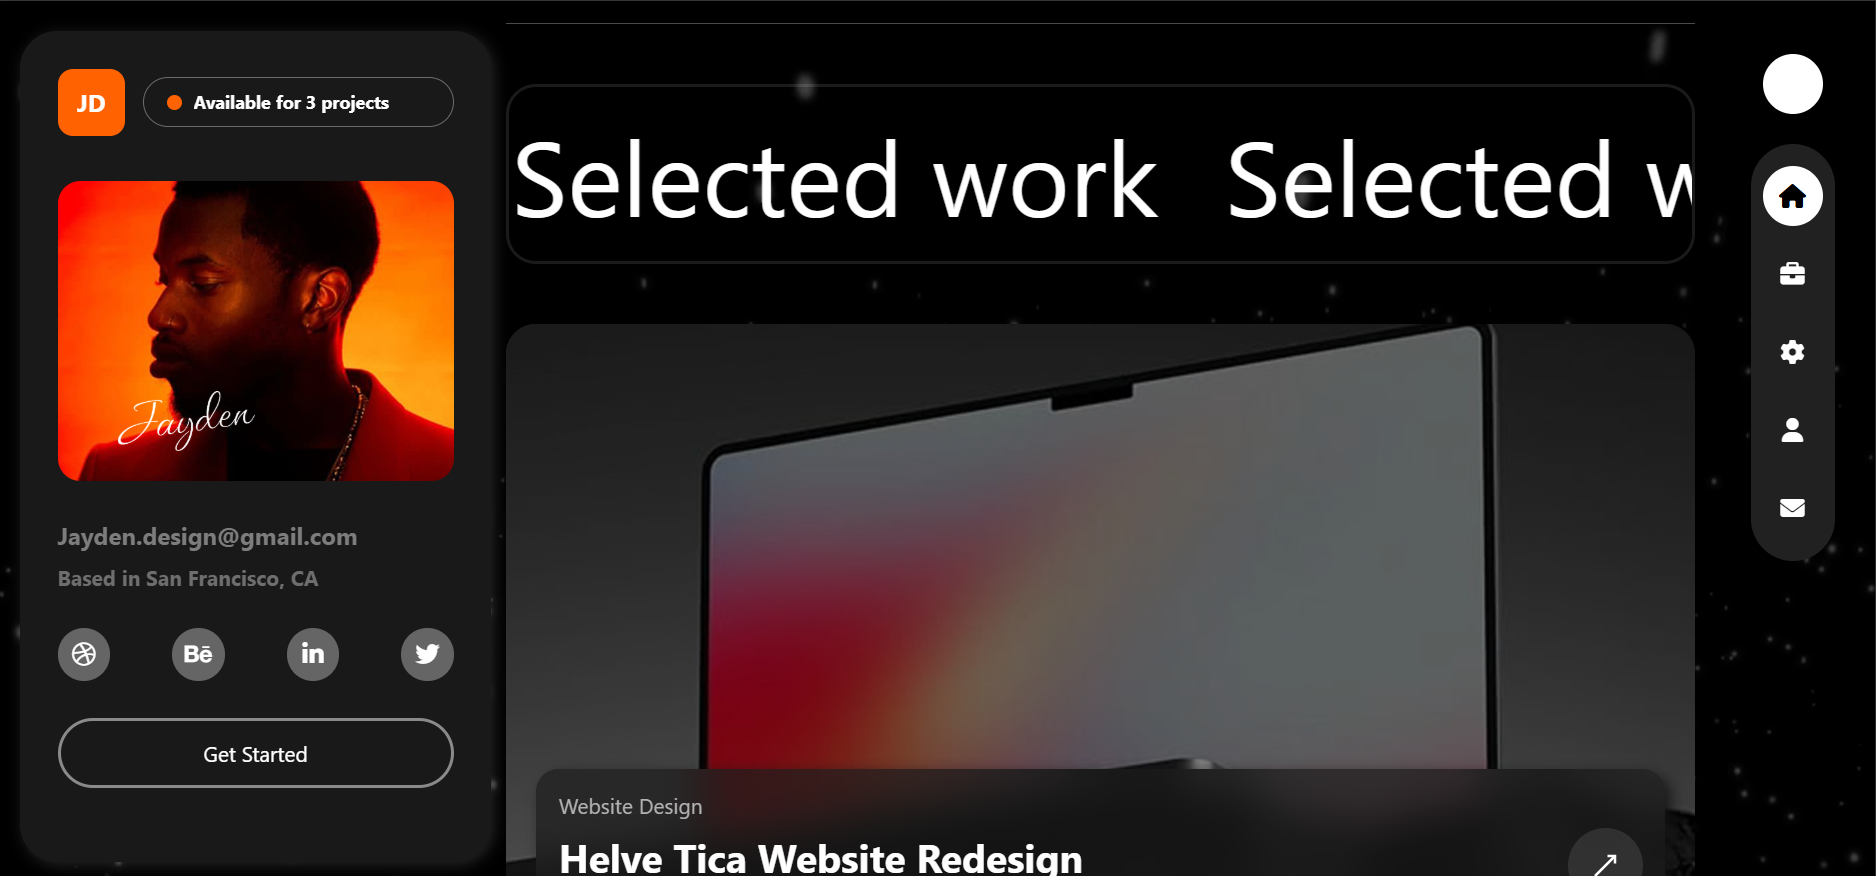 JD
Available for 3 projects
Jayden
Jayden.design@gmail.com
Based in San Francisco, CA
Bē
in
Get Started
Selected work Selected w
Website Design
Helve Tica Website Redesign